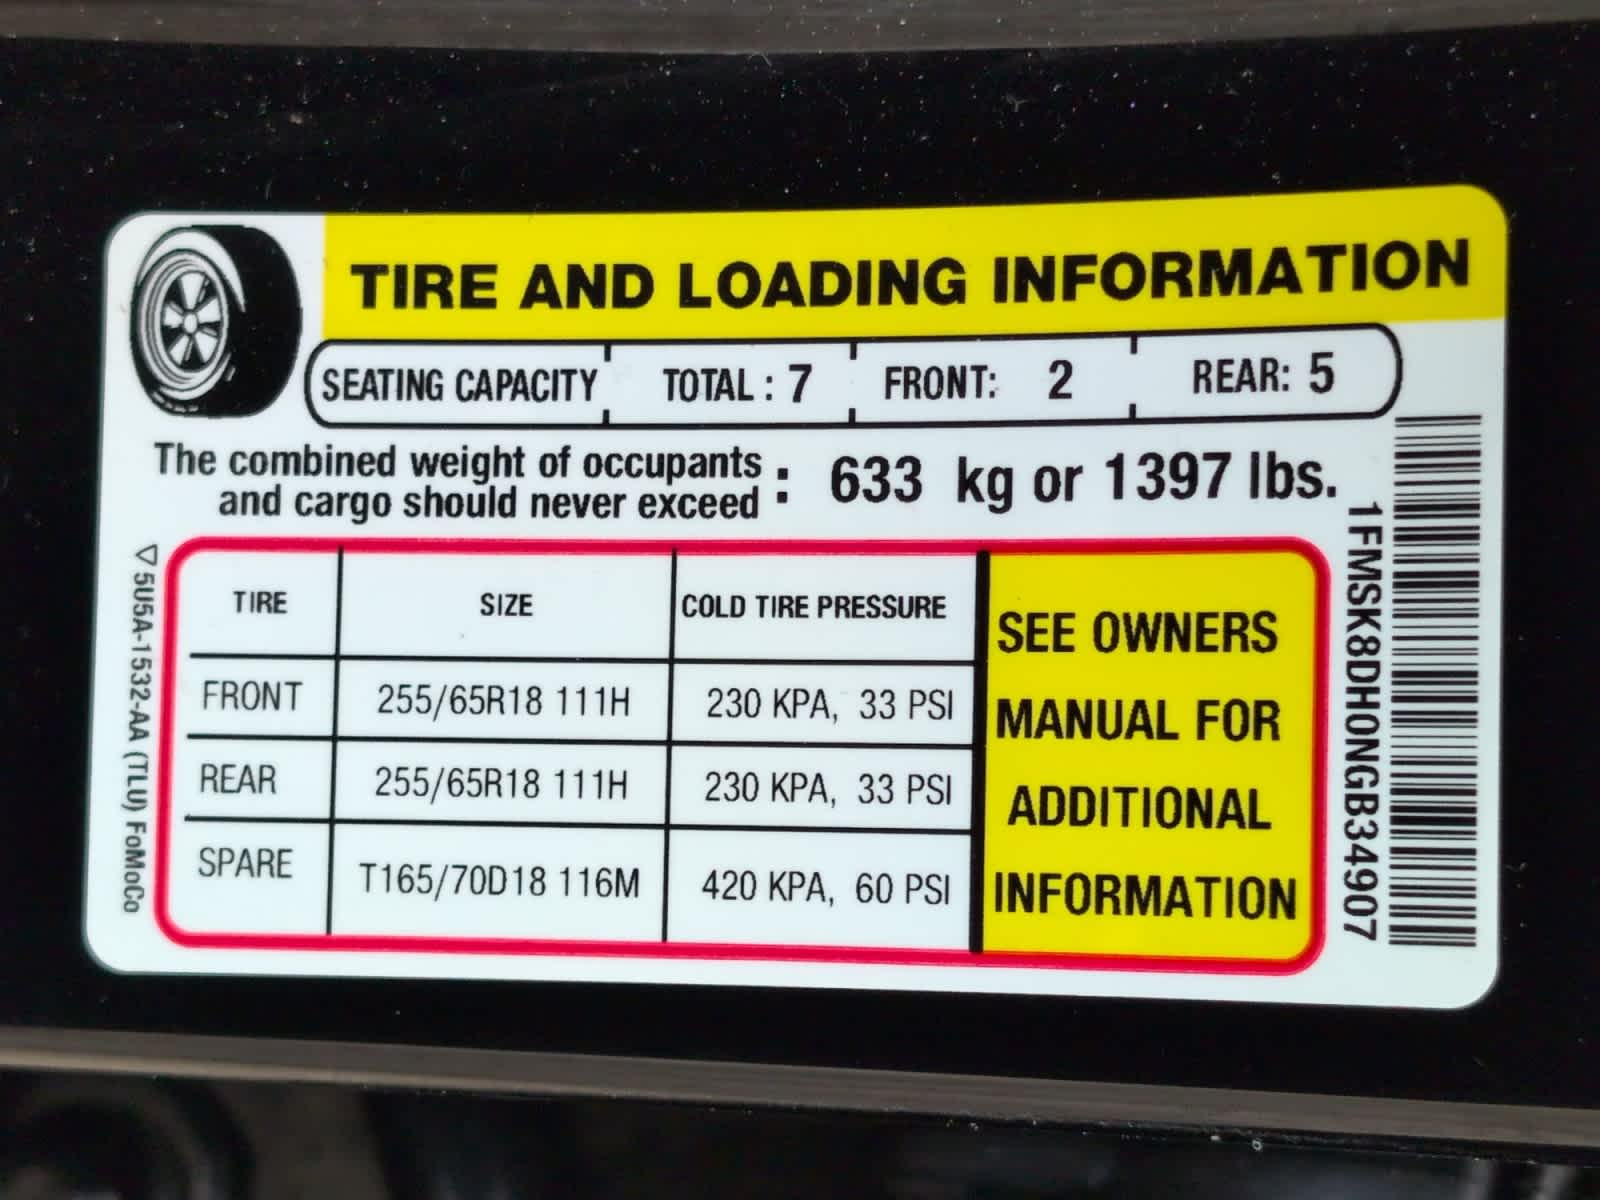 TIRE AND LOADING INFORMATION
SEATING CAPACITY TOTAL : 7 FRONT: 2 REAR: 5
The combined weight of occupants
and cargo should never exceed : 633 kg or 1397 lbs.
TIRE SIZE COLD TIRE PRESSURE
FRONT 255/65R18 111H 230 KPA, 33 PSI
REAR 255/65R18 111H 230 KPA, 33 PSI
SPARE T165/70D18 116M 420 KPA, 60 PSI
SEE OWNERS
MANUAL FOR
ADDITIONAL
INFORMATION
5U5A-1532-AA (TLU) FoMoCo
1FMSK8DH0NGB34907